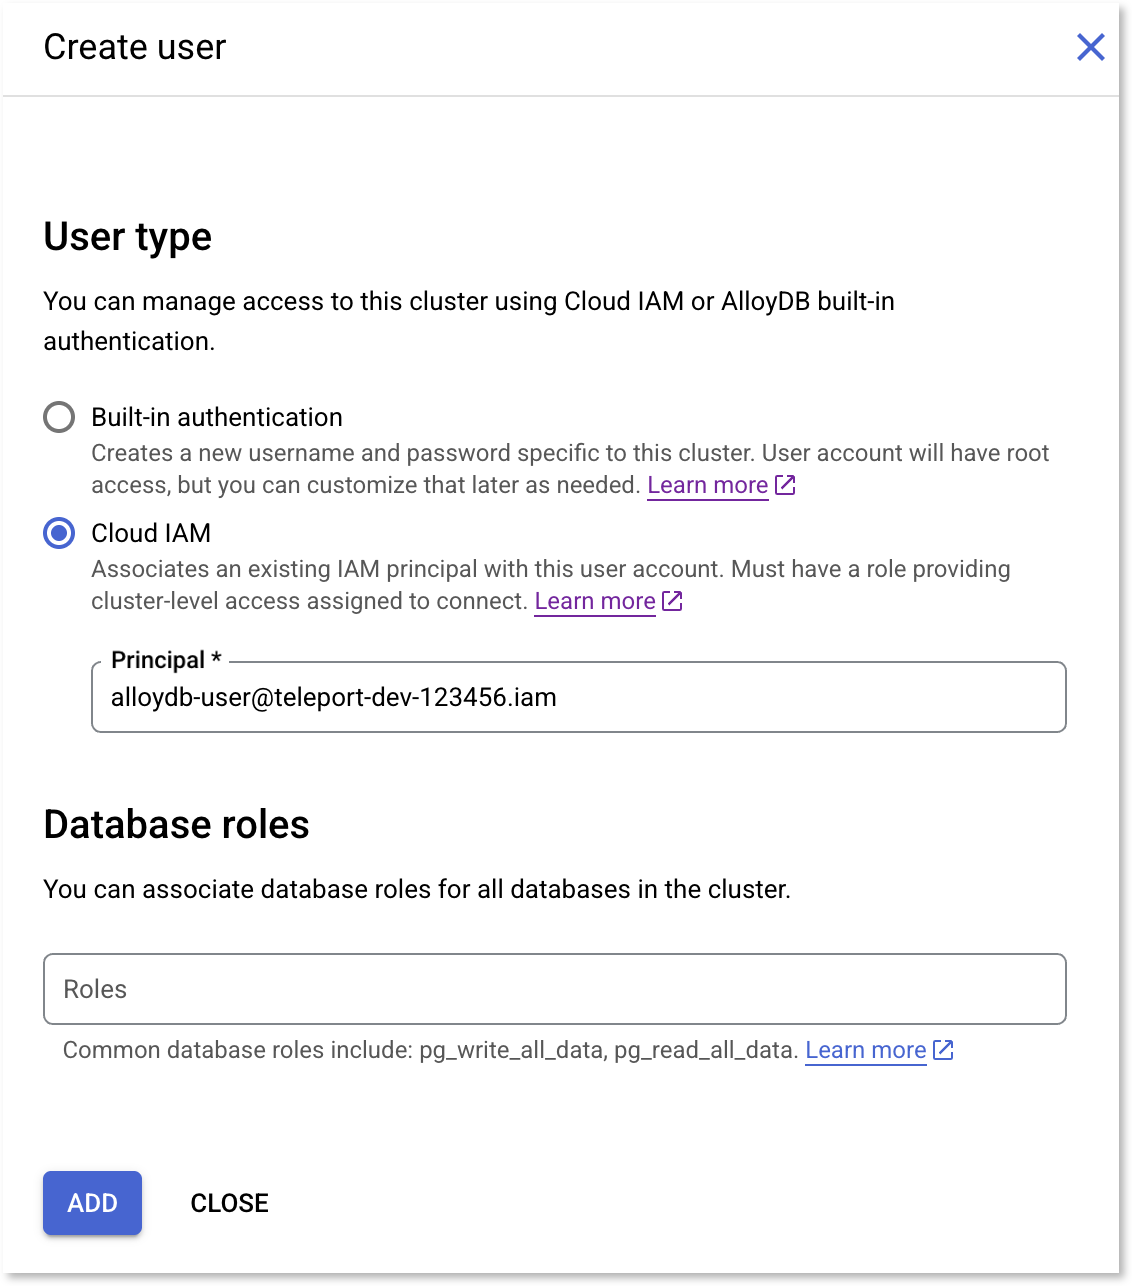 Create user
User type
You can manage access to this cluster using Cloud IAM or AlloyDB built-in
authentication.
Built-in authentication
Creates a new username and password specific to this cluster. User account will have root
access, but you can customize that later as needed. Learn more
Cloud IAM
Associates an existing IAM principal with this user account. Must have a role providing
cluster-level access assigned to connect. Learn more
Principal *
alloydb-user@teleport-dev-123456.iam
Database roles
You can associate database roles for all databases in the cluster.
Roles
Common database roles include: pg_write_all_data, pg_read_all_data. Learn more
ADD CLOSE